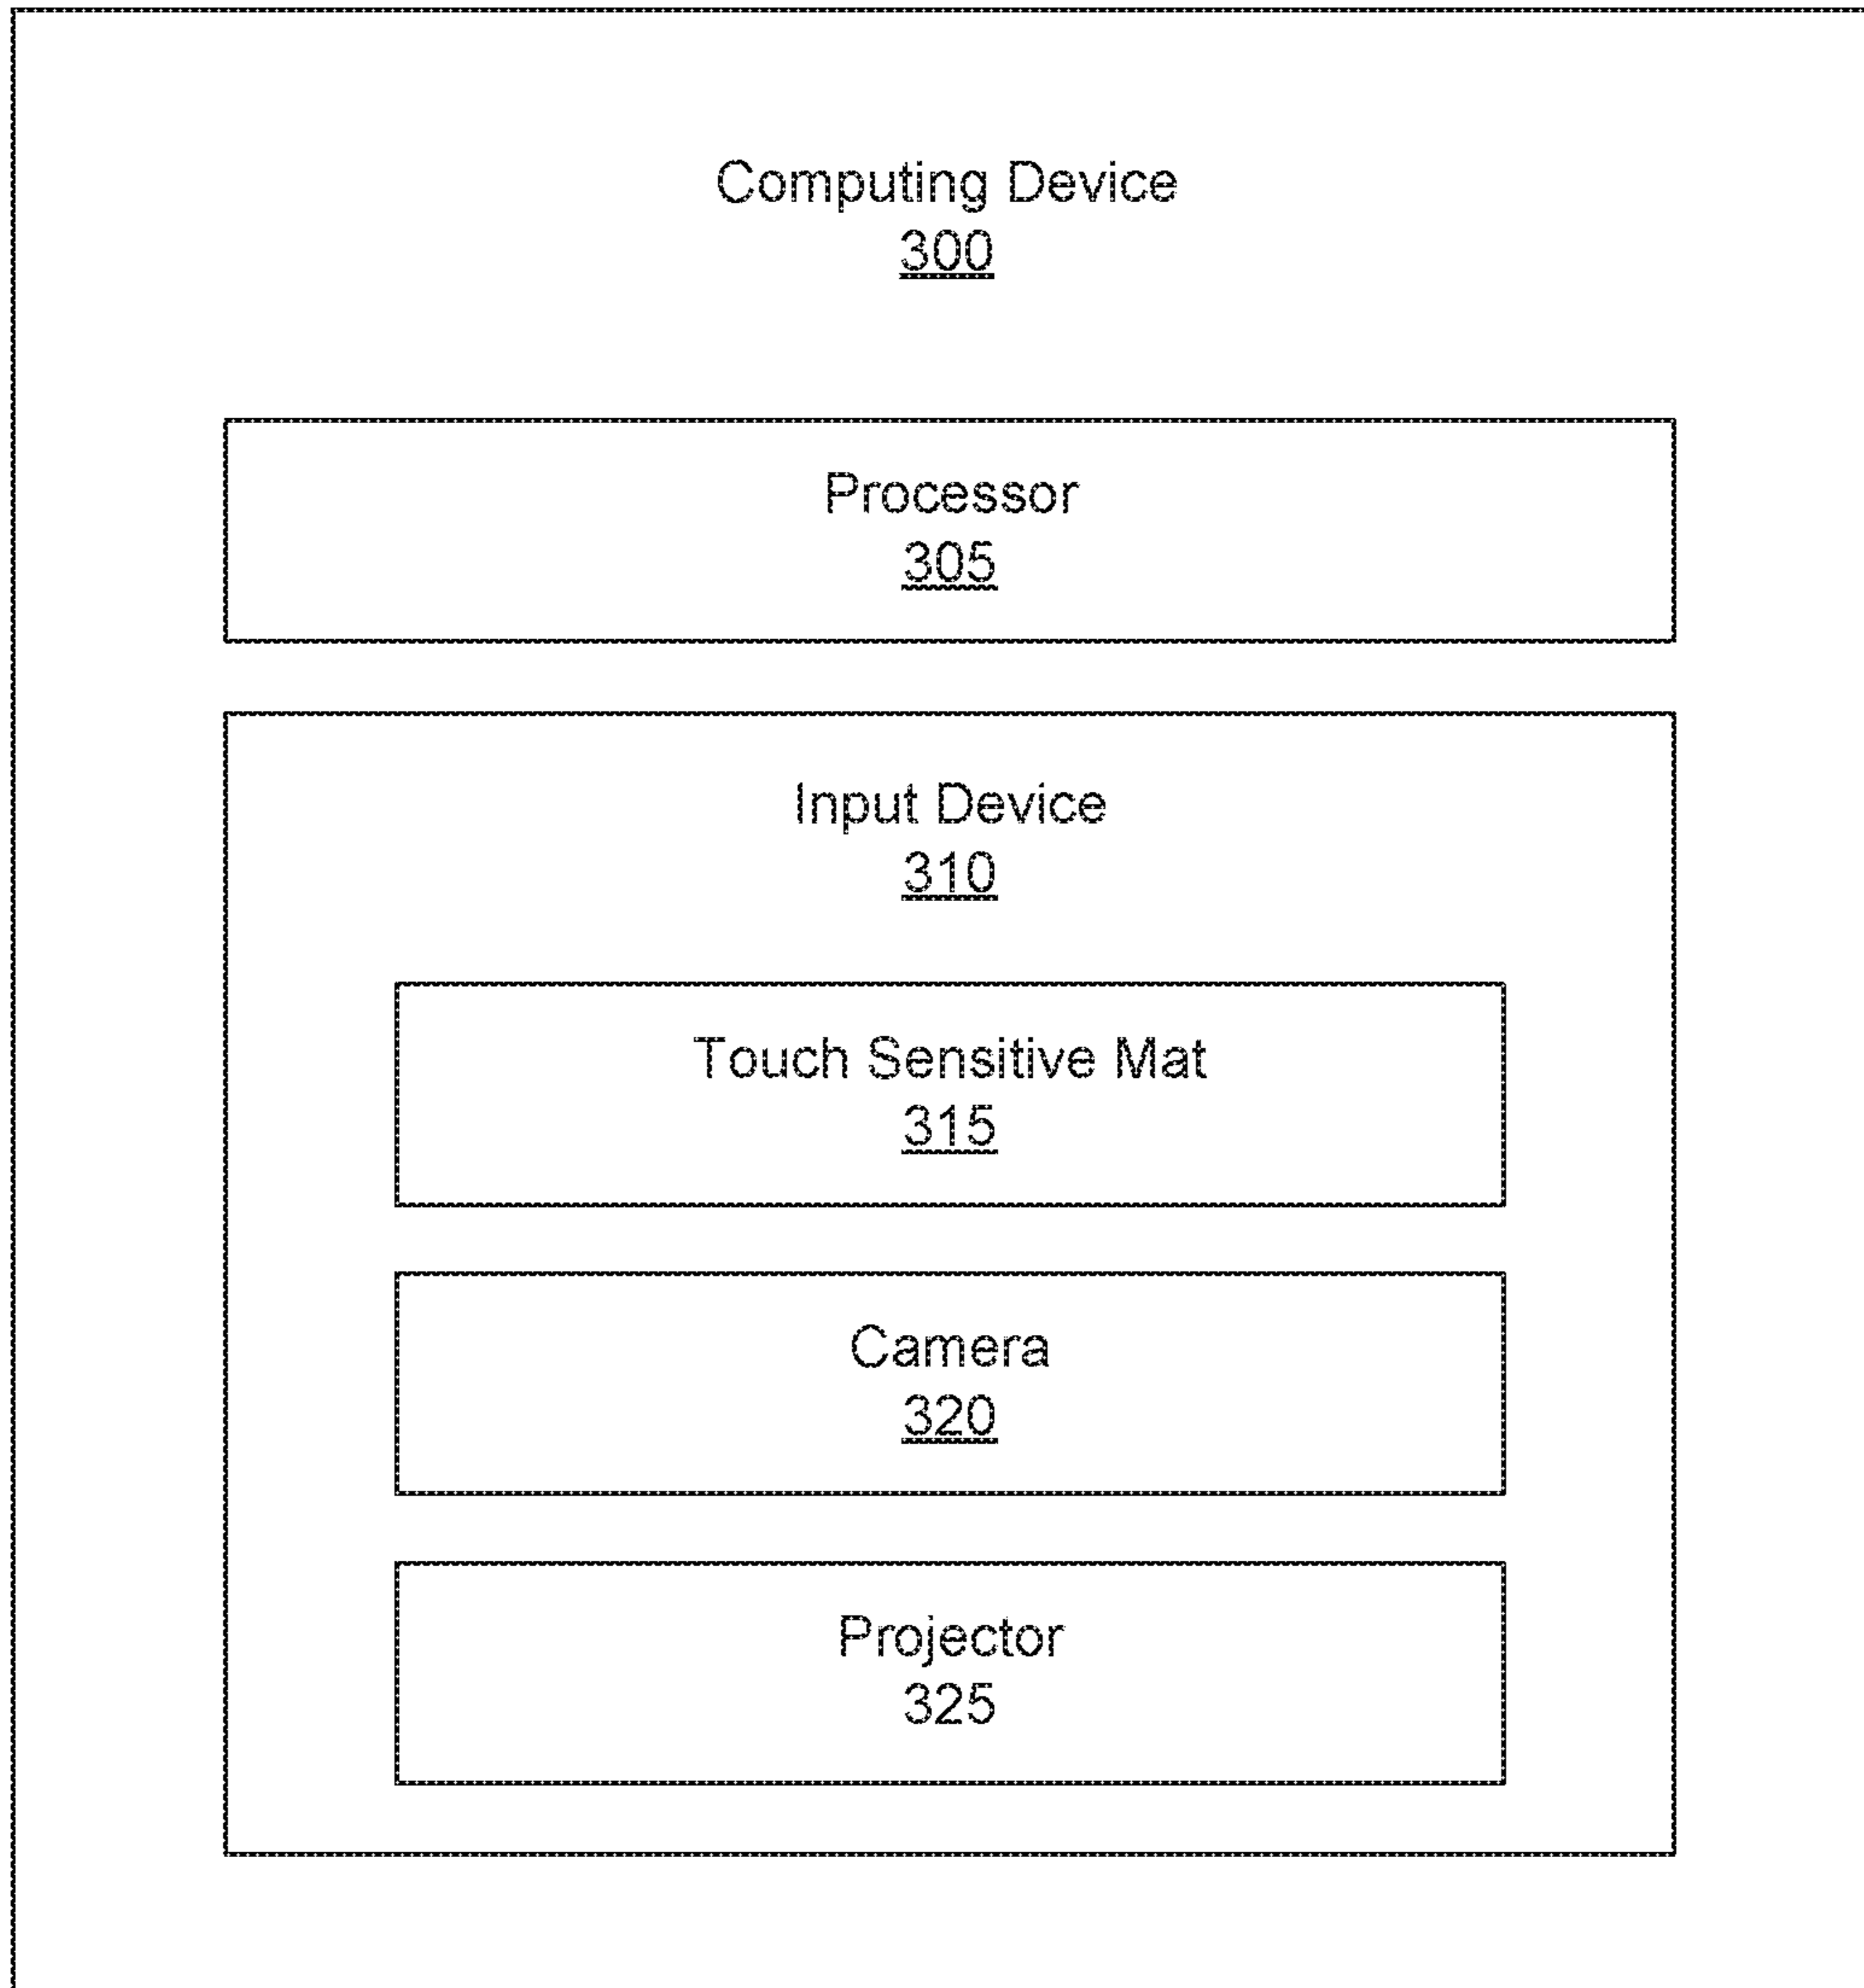 Computing Device
300
Processor
305
Input Device
310
Touch Sensitive Mat
315
Camera
320
Projector
325